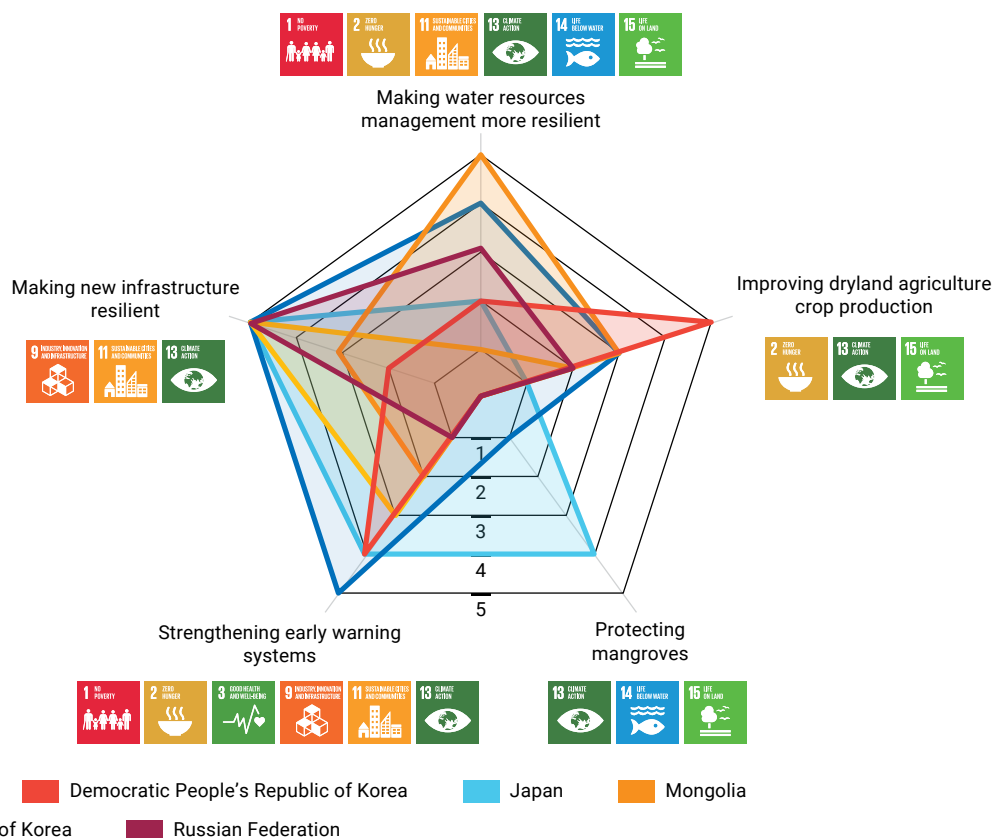 1 NO POVERTY
2 ZERO HUNGER
11 SUSTAINABLE CITIES AND COMMUNITIES
13 CLIMATE ACTION
14 LIFE BELOW WATER
15 LIFE ON LAND
Making water resources
management more resilient
Making new infrastructure
resilient
9 INDUSTRY, INNOVATION AND INFRASTRUCTURE
11 SUSTAINABLE CITIES AND COMMUNITIES
13 CLIMATE ACTION
Improving dryland agriculture
crop production
2 ZERO HUNGER
13 CLIMATE ACTION
15 LIFE ON LAND
1
2
3
4
5
Strengthening early warning
systems
1 NO POVERTY
2 ZERO HUNGER
3 GOOD HEALTH AND WELL-BEING
9 INDUSTRY, INNOVATION AND INFRASTRUCTURE
11 SUSTAINABLE CITIES AND COMMUNITIES
13 CLIMATE ACTION
Protecting
mangroves
13 CLIMATE ACTION
14 LIFE BELOW WATER
15 LIFE ON LAND
Democratic People's Republic of Korea
Japan
Mongolia
of Korea
Russian Federation